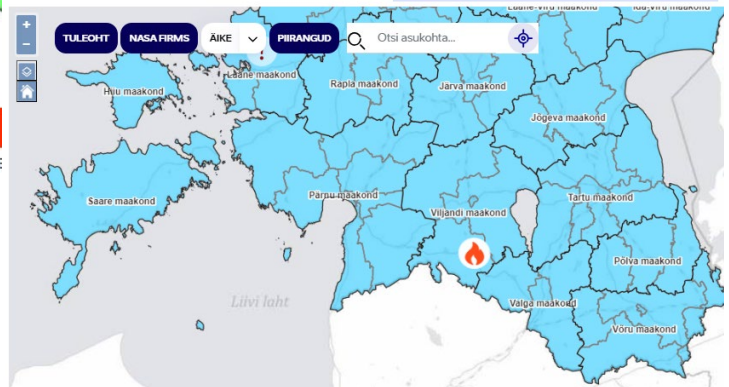 Lääne-Viru maakond
Ida-Viru maakond
+
−
TULEOHT
NASA FIRMS
ÄIKE
PIIRANGUD
Otsi asukohta...
Hiiu maakond
Lääne maakond
Rapla maakond
Järva maakond
Jõgeva maakond
Saare maakond
Pärnu maakond
Viljandi maakond
Tartu maakond
Põlva maakond
Liivi laht
Valga maakond
Võru maakond